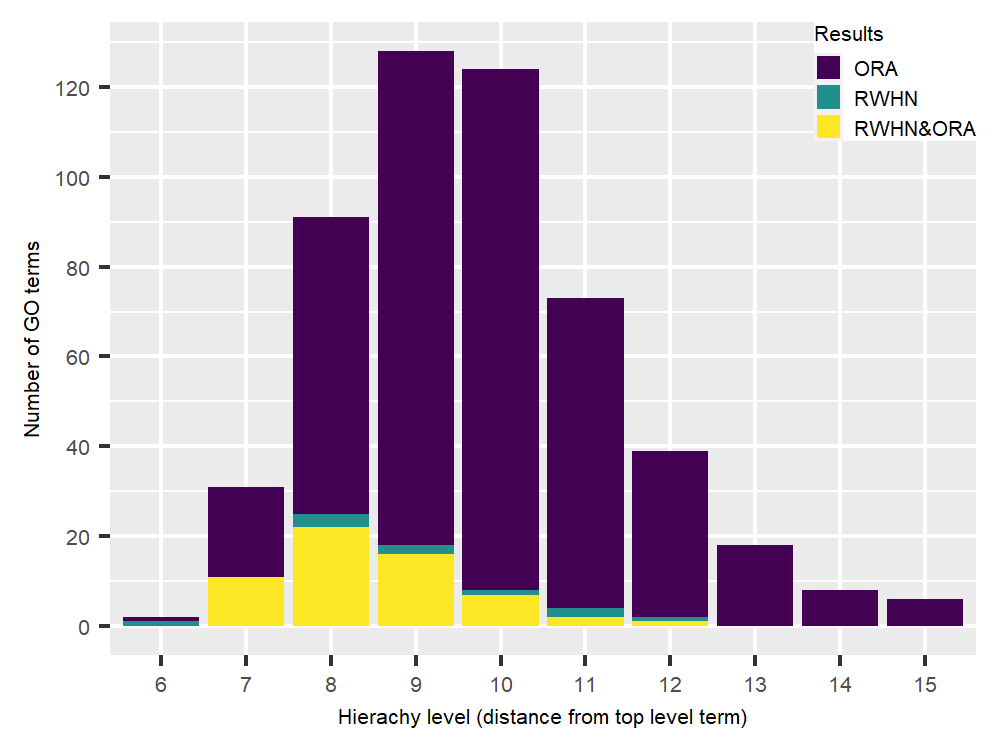 Results
ORA
RWHN
RWHN&ORA
Number of GO terms
120
100
80
60
40
20
0
6 7 8 9 10 11 12 13 14 15
Hierachy level (distance from top level term)